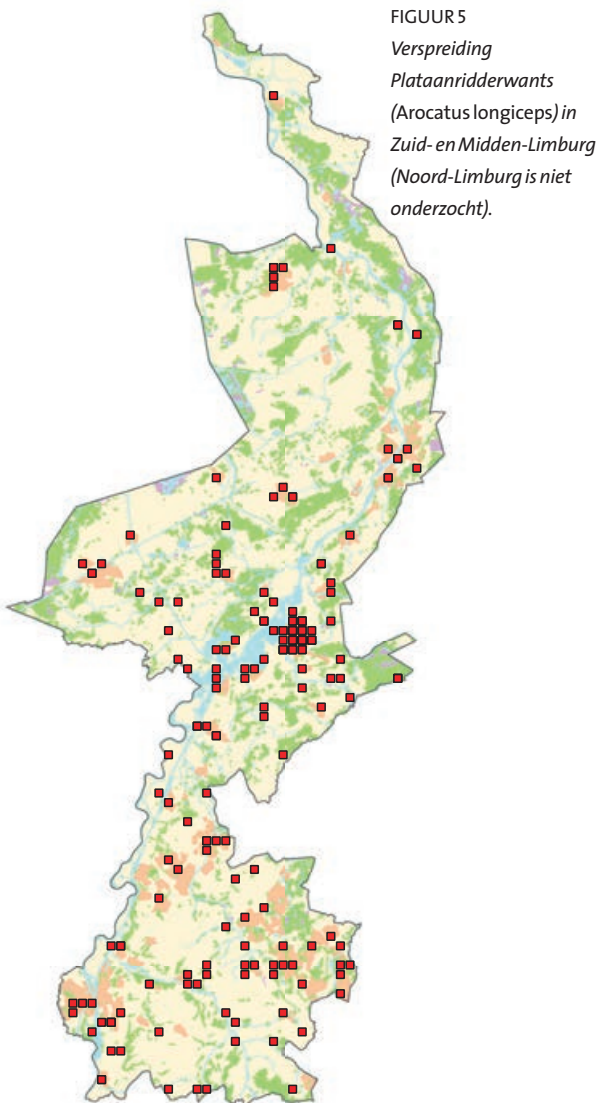 FIGUUR 5
Verspreiding
Plataanridderwants
(Arocatus longiceps) in
Zuid- en Midden-Limburg
(Noord-Limburg is niet
onderzocht).